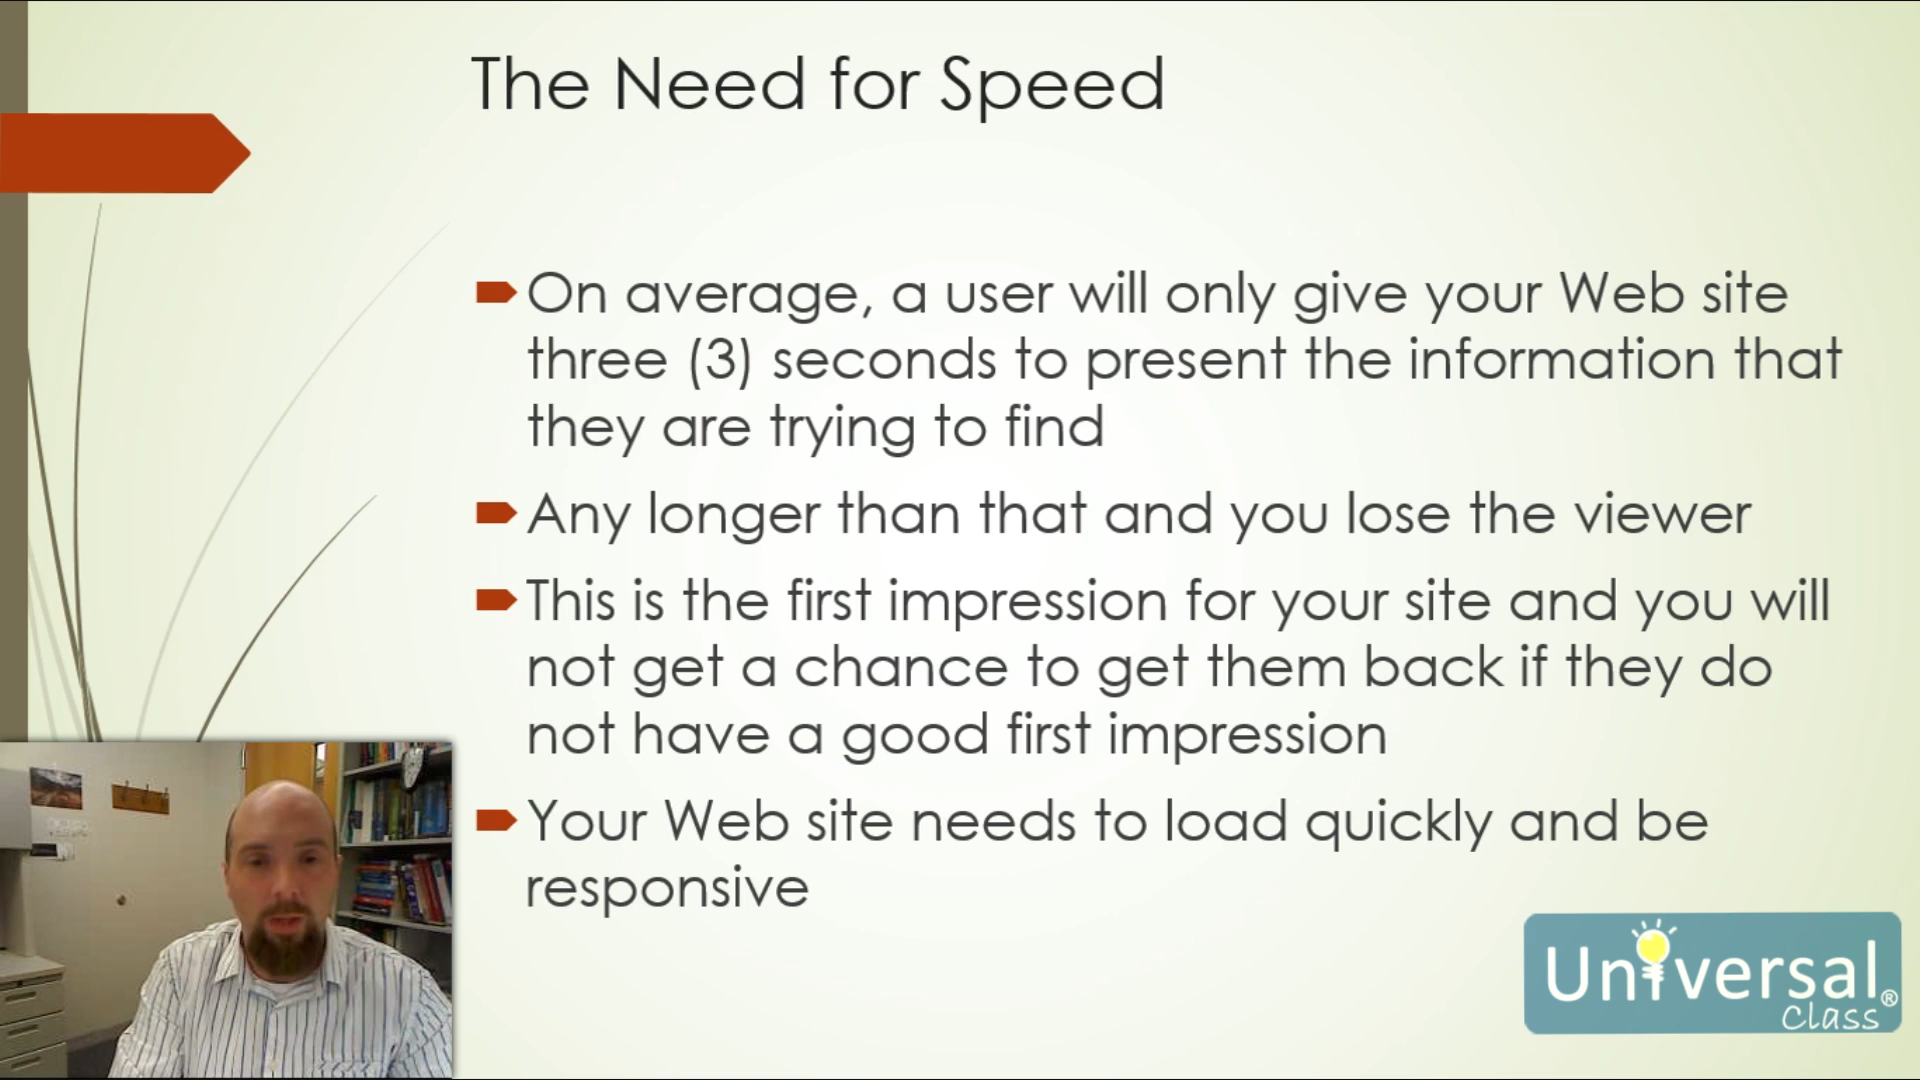 The Need for Speed
On average, a user will only give your Web site
three (3) seconds to present the information that
they are trying to find
Any longer than that and you lose the viewer
This is the first impression for your site and you will
not get a chance to get them back if they do
not have a good first impression
Your Web site needs to load quickly and be
responsive
Universal®
Class